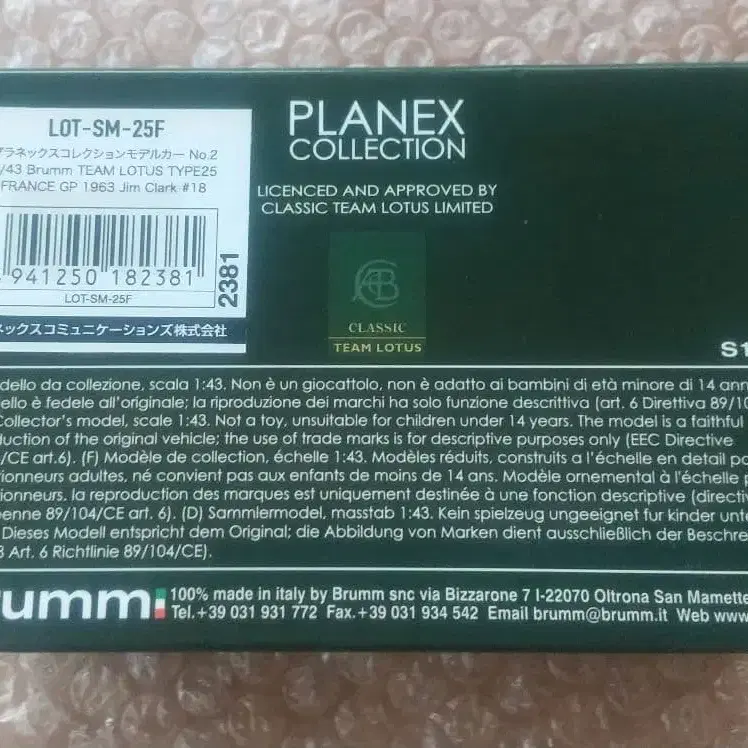 LOT-SM-25F
ラネックスコレクションモデルカー No.2
/43 Brumm TEAM LOTUS TYPE25
FRANCE GP 1963 Jim Clark #18
941250 182381
2381
LOT-SM-25F
ネックスコミュニケーションズ株式会社
PLANEX
COLLECTION
LICENCED AND APPROVED BY
CLASSIC TEAM LOTUS LIMITED
CLASSIC
TEAM LOTUS
S1
dello da collezione, scala 1:43. Non è un giocattolo, non è adatto ai bambini di età minore di 14 ann
ello è fedele all'originale; la riproduzione dei marchi ha solo funzione descrittiva (art. 6 Direttiva 89/10
Collector's model, scale 1:43. Not a toy, unsuitable for children under 14 years. The model is a faithful
duction of the original vehicle; the use of trade marks is for descriptive purposes only (EEC Directive
/CE art.6). (F) Modèle de collection, échelle 1:43. Modèles réduits, construits a l'échelle en detail po
ionneurs adultes, né convient pas aux enfants de moins de 14 ans. Modèle ornemental à l'échelle p
ionneurs. la reproduction des marques est uniquement destinée à une fonction descriptive (directiv
enne 89/104/CE art. 6). (D) Sammlermodel, masstab 1:43. Kein spielzeug ungeeignet fur kinder unte
Dieses Modell entspricht dem Original; die Abbildung von Marken dient ausschließlich der Beschre
Art. 6 Richtlinie 89/104/CE).
rumm
100% made in italy by Brumm snc via Bizzarone 7 I-22070 Oltrona San Mamette
Tel.+39 031 931 772 Fax.+39 031 934 542 Email brumm@brumm.it Web www